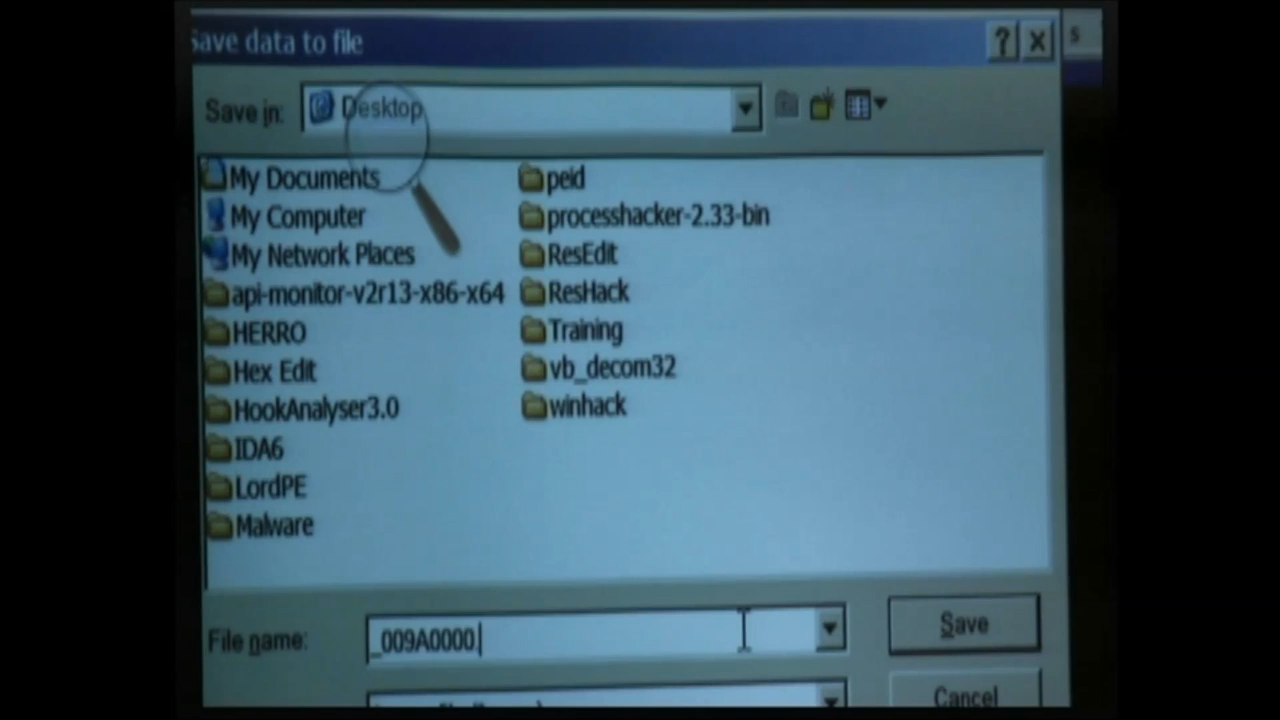 Save data to file
s
Save in: Desktop
My Documents
My Computer
My Network Places
api-monitor-v2r13-x86-x64
HERRO
Hex Edit
HookAnalyser3.0
IDA6
LordPE
Malware
peid
processhacker-2.33-bin
ResEdit
ResHack
Training
vb_decom32
winhack
File name: _009A0000 Save
Cancel